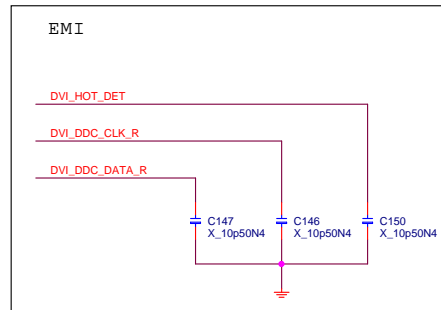 EMI
DVI_HOT_DET
DVI_DDC_CLK_R
DVI_DDC_DATA_R
C147 C146 C150
X_10p50N4 X_10p50N4 X_10p50N4